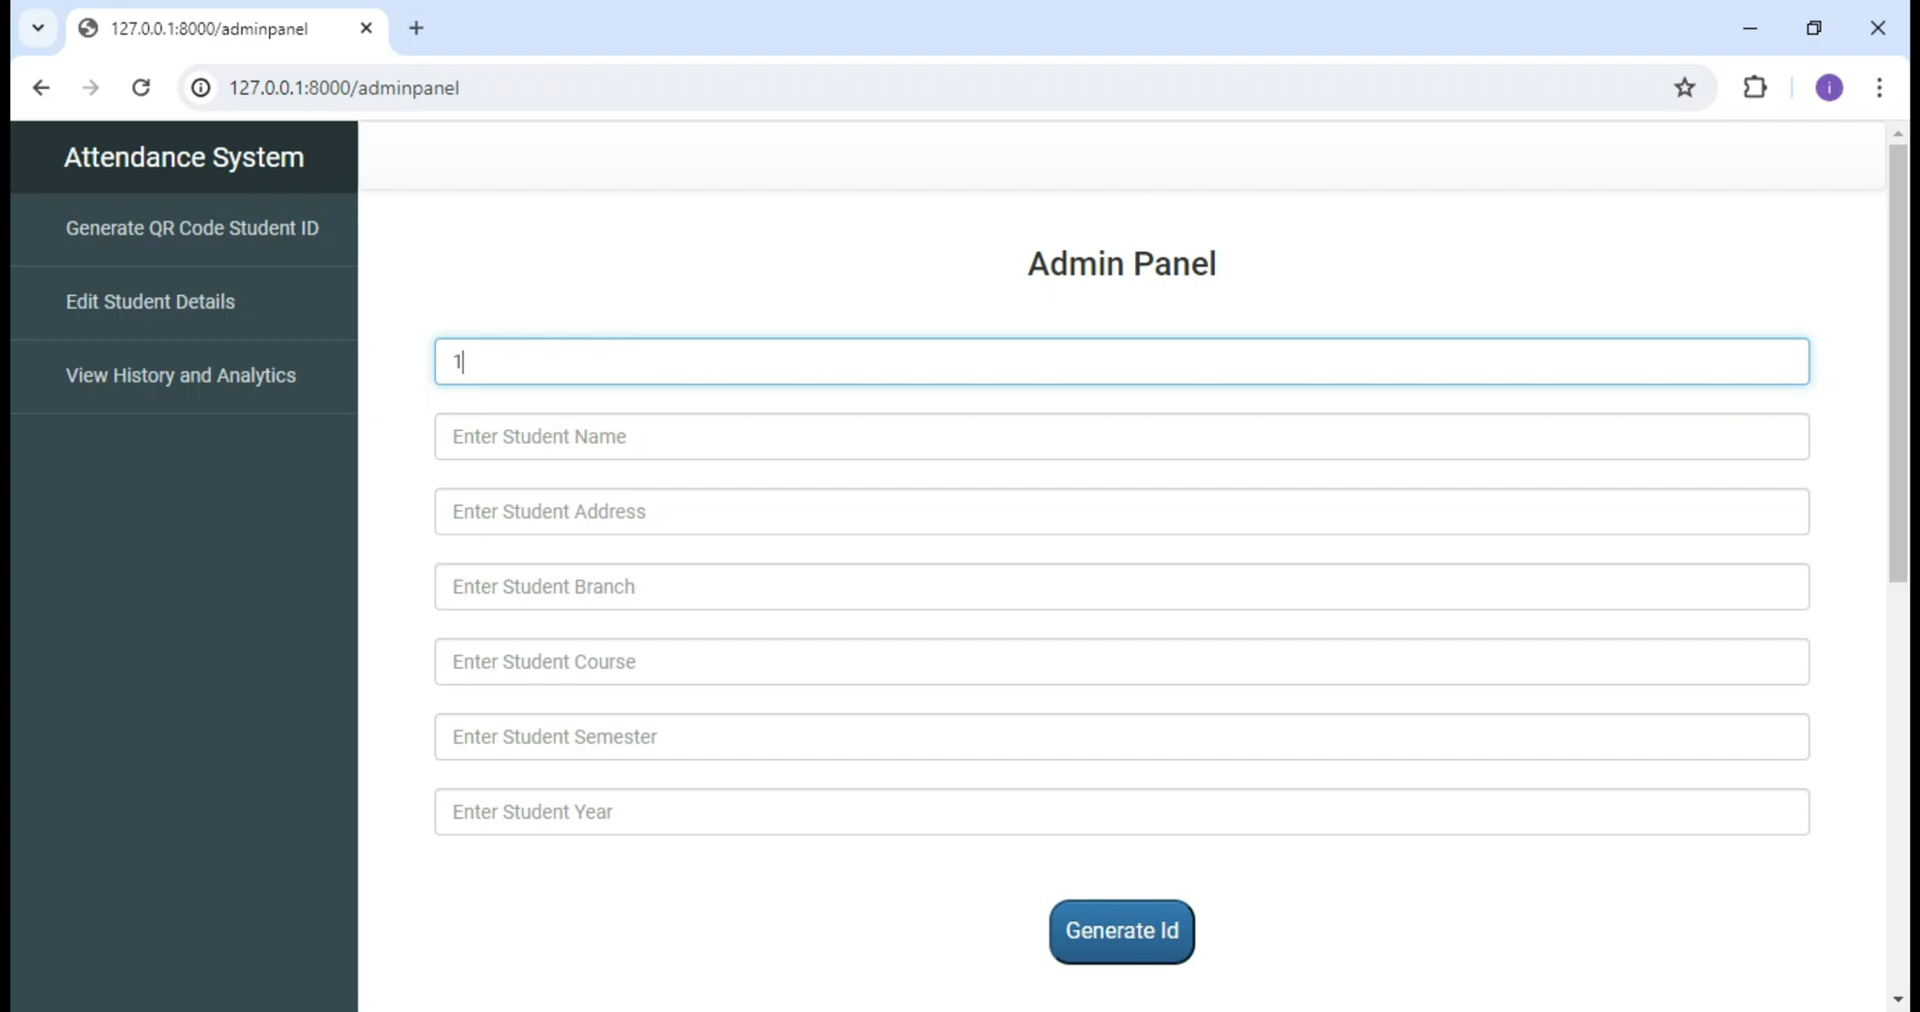 127.0.0.1:8000/adminpanel
127.0.0.1:8000/adminpanel
i
Attendance System
Generate QR Code Student ID
Edit Student Details
View History and Analytics
Admin Panel
1
Enter Student Name
Enter Student Address
Enter Student Branch
Enter Student Course
Enter Student Semester
Enter Student Year
Generate Id